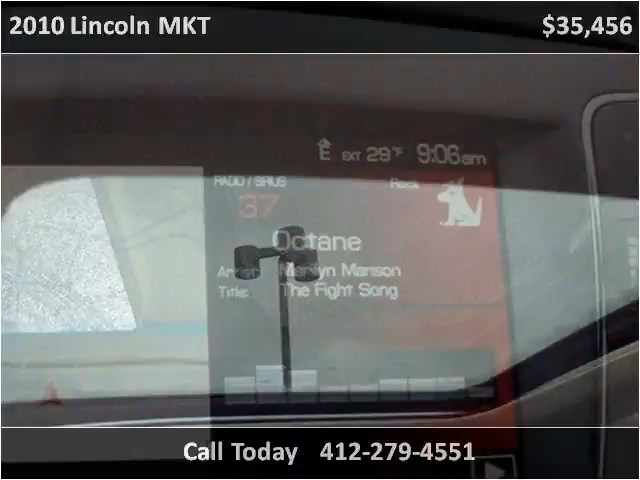 2010 Lincoln MKT $35,456
E EXT 29°F 9:06am
RADIO / SIRIUS Rock
37
Octane
Artist: Marilyn Manson
Title: The Fight Song
Call Today 412-279-4551